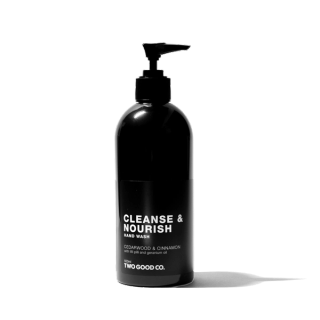 CLEANSE &
NOURISH
HAND WASH
CEDARWOOD & CINNAMON
TWO GOOD CO.